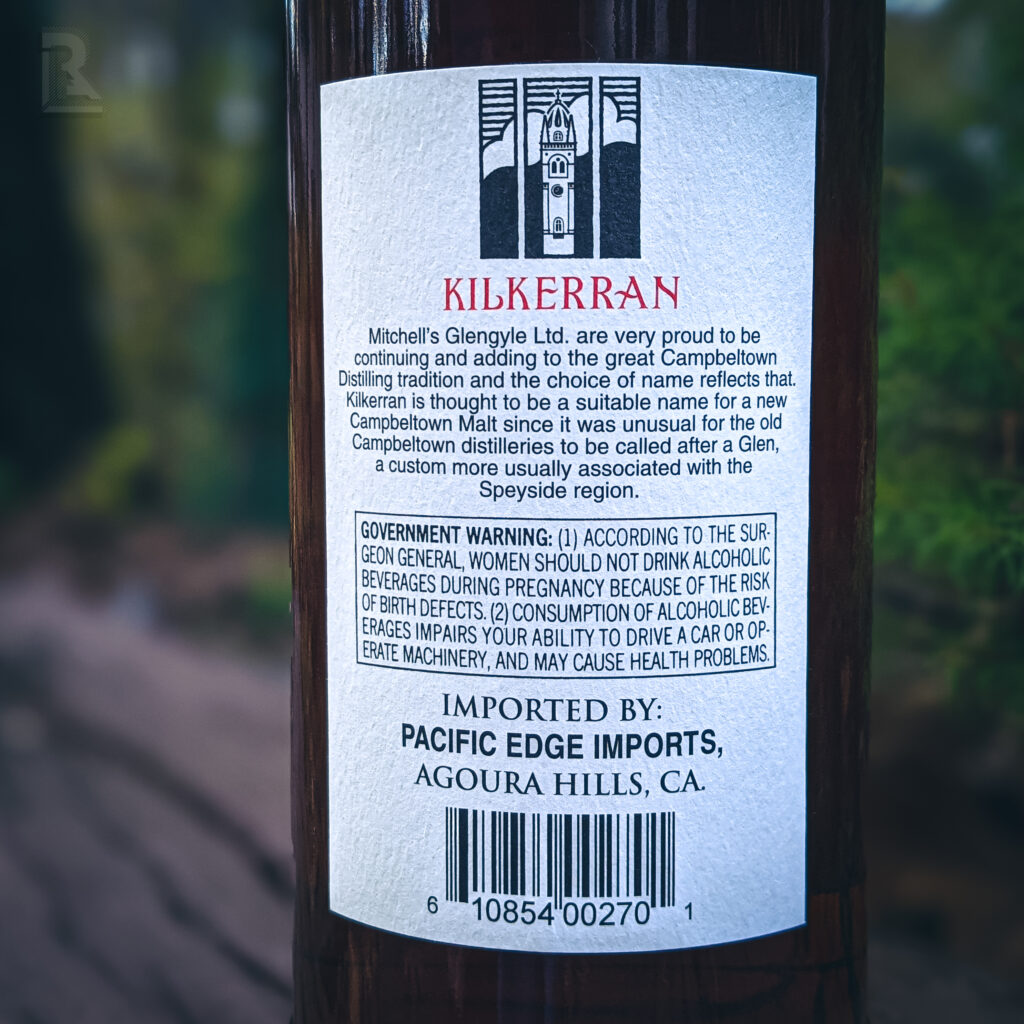 KILKERRAN
Mitchell's Glengyle Ltd. are very proud to be
continuing and adding to the great Campbeltown
Distilling tradition and the choice of name reflects that.
Kilkerran is thought to be a suitable name for a new
Campbeltown Malt since it was unusual for the old
Campbeltown distilleries to be called after a Glen,
a custom more usually associated with the
Speyside region.
GOVERNMENT WARNING: (1) ACCORDING TO THE SUR-
GEON GENERAL, WOMEN SHOULD NOT DRINK ALCOHOLIC
BEVERAGES DURING PREGNANCY BECAUSE OF THE RISK
OF BIRTH DEFECTS. (2) CONSUMPTION OF ALCOHOLIC BEV-
ERAGES IMPAIRS YOUR ABILITY TO DRIVE A CAR OR OP-
ERATE MACHINERY, AND MAY CAUSE HEALTH PROBLEMS.
IMPORTED BY:
PACIFIC EDGE IMPORTS,
AGOURA HILLS, CA.
6 10854 00270 1